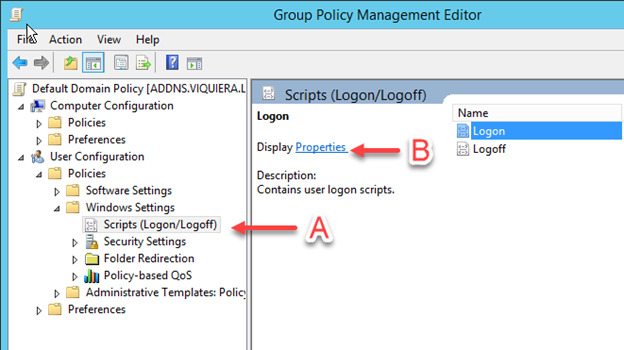 Group Policy Management Editor
File Action View Help
Default Domain Policy [ADDNS.VIQUIERA.L
Computer Configuration
Policies
Preferences
User Configuration
Policies
Software Settings
Windows Settings
Scripts (Logon/Logoff)
Security Settings
Folder Redirection
Policy-based QoS
Administrative Templates: Policy
Preferences
A
Scripts (Logon/Logoff)
Logon
Display Properties
B
Description:
Contains user logon scripts.
Name
Logon
Logoff